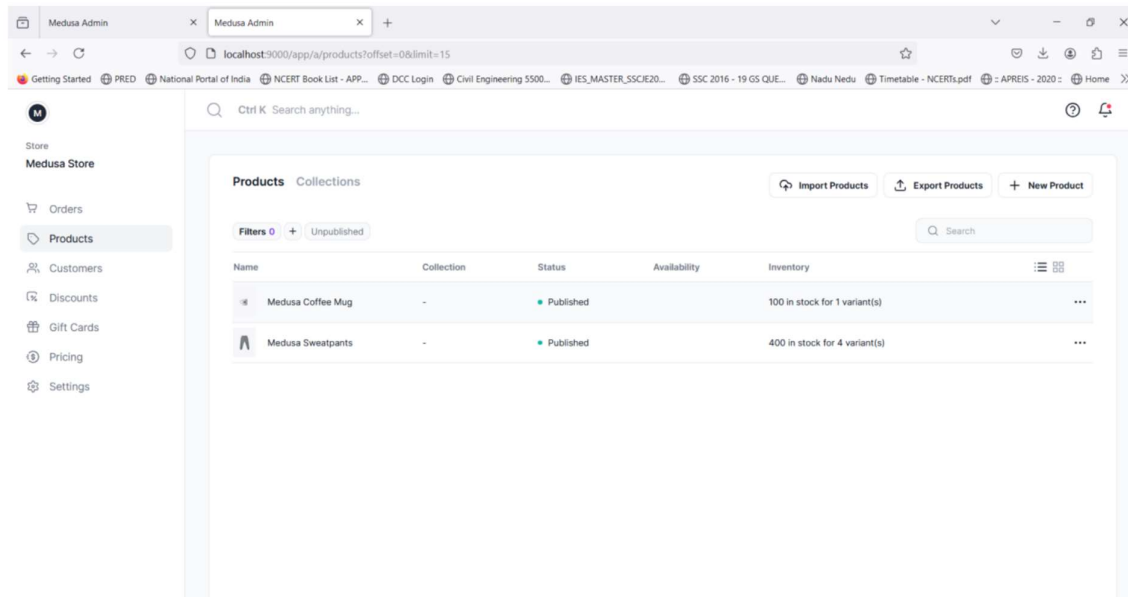 Medusa Admin
Medusa Admin
localhost:9000/app/a/products?offset=0&limit=15
Getting Started PRED National Portal of India NCERT Book List - APP... DCC Login Civil Engineering 5500... IES_MASTER_SSCJE20... SSC 2016 - 19 GS QUE... Nadu Nedu Timetable - NCERTs.pdf :: APREIS - 2020 :: Home
M
Ctrl K Search anything...
Store
Medusa Store
Orders
Products
Customers
Discounts
Gift Cards
Pricing
Settings
Products Collections
Import Products Export Products New Product
Filters 0 + Unpublished
Search
Name Collection Status Availability Inventory
Medusa Coffee Mug - Published 100 in stock for 1 variant(s)
Medusa Sweatpants - Published 400 in stock for 4 variant(s)